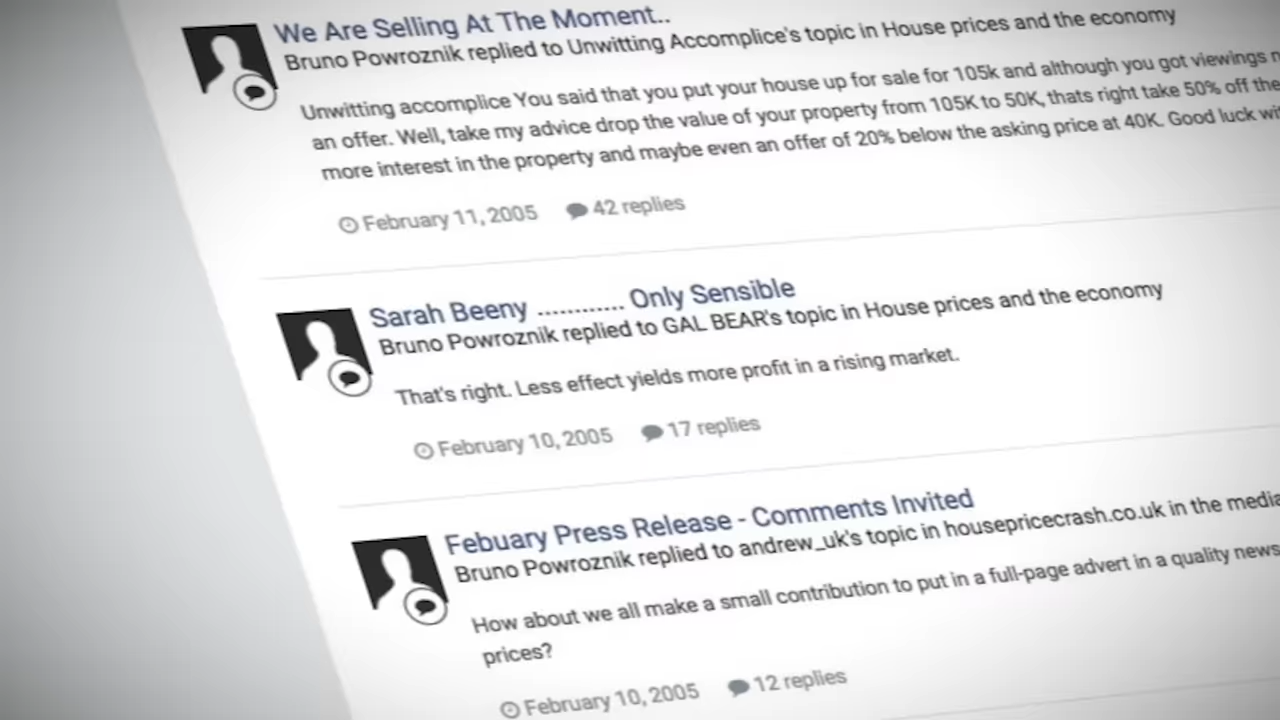 We Are Selling At The Moment..
Bruno Powroznik replied to Unwitting Accomplice's topic in House prices and the economy
Unwitting accomplice You said that you put your house up for sale for 105k and although you got viewings
an offer. Well, take my advice drop the value of your property from 105K to 50K, thats right take 50% off the
more interest in the property and maybe even an offer of 20% below the asking price at 40K. Good luck
February 11, 2005 42 replies
Sarah Beeny ............ Only Sensible
Bruno Powroznik replied to GAL BEAR's topic in House prices and the economy
That's right. Less effect yields more profit in a rising market.
February 10, 2005 17 replies
Febuary Press Release - Comments Invited
Bruno Powroznik replied to andrew_uk's topic in housepricecrash.co.uk in the media
How about we all make a small contribution to put in a full-page advert in a quality news
prices?
February 10, 2005 12 replies